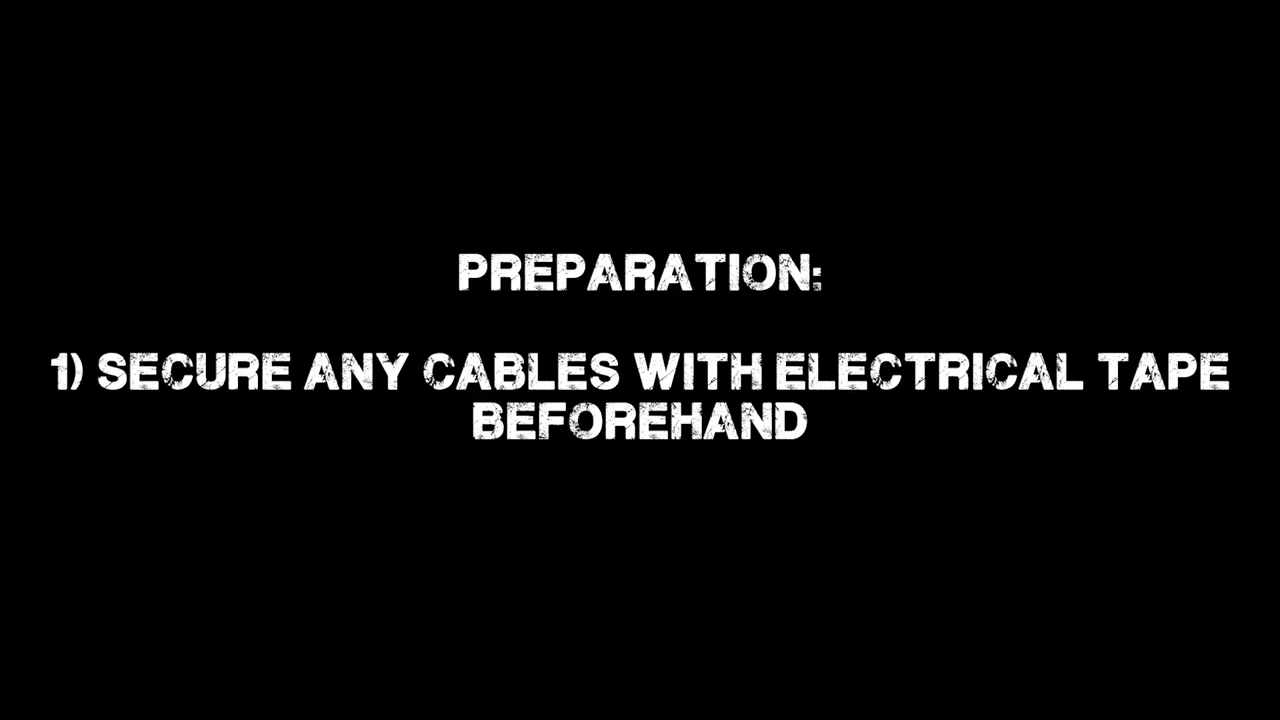 PREPARATION:
1) SECURE ANY CABLES WITH ELECTRICAL TAPE
BEFOREHAND